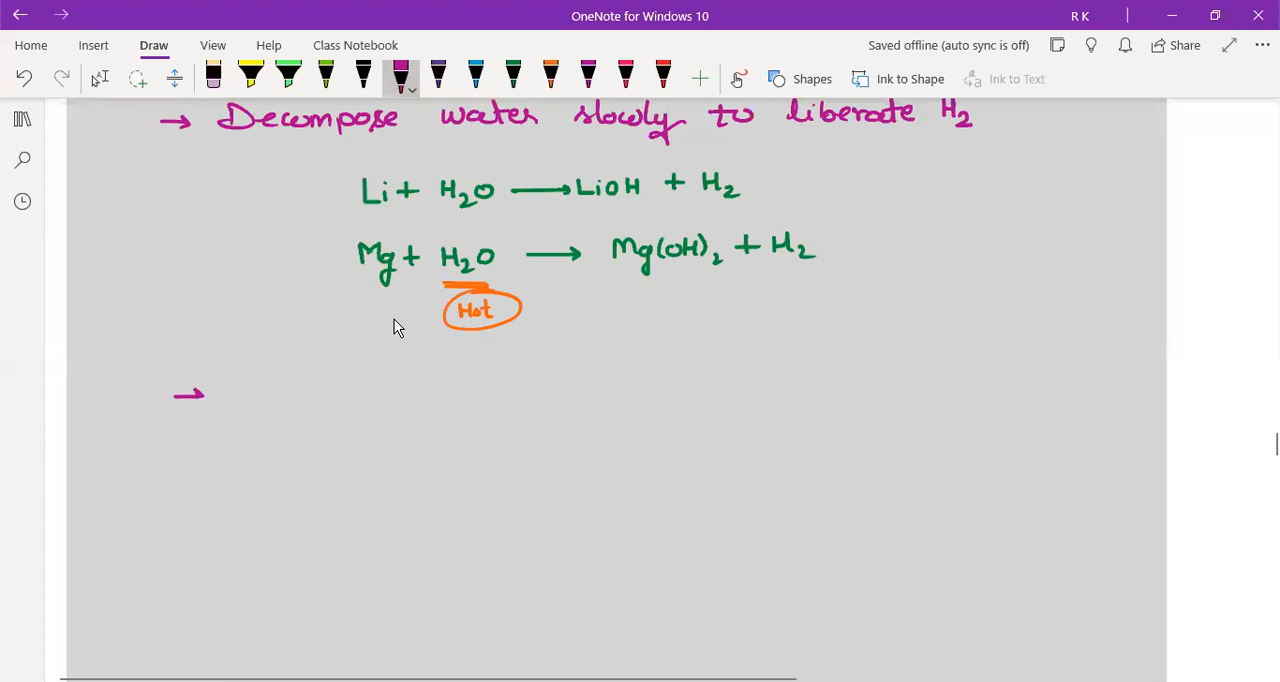 OneNote for Windows 10
R K
Home Insert Draw View Help Class Notebook
Saved offline (auto sync is off) Share
Shapes Ink to Shape Ink to Text
→ Decompose water slowly to liberate H₂
Li + H₂O ⟶ LiOH + H₂
Mg + H₂O ⟶ Mg(OH)₂ + H₂
Hot
→